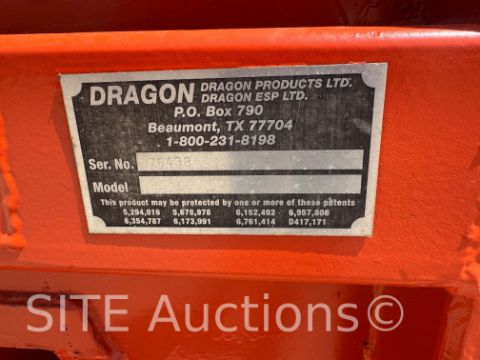 DRAGON DRAGON PRODUCTS LTD.
DRAGON ESP LTD.
P.O. Box 790
Beaumont, TX 77704
1-800-231-8198
Ser. No. 76438
Model
This product may be protected by one or more of these patents
5,294,016 5,678,978 6,152,492 5,957,806
6,354,787 6,173,991 6,761,414 D417,171
SITE Auctions©